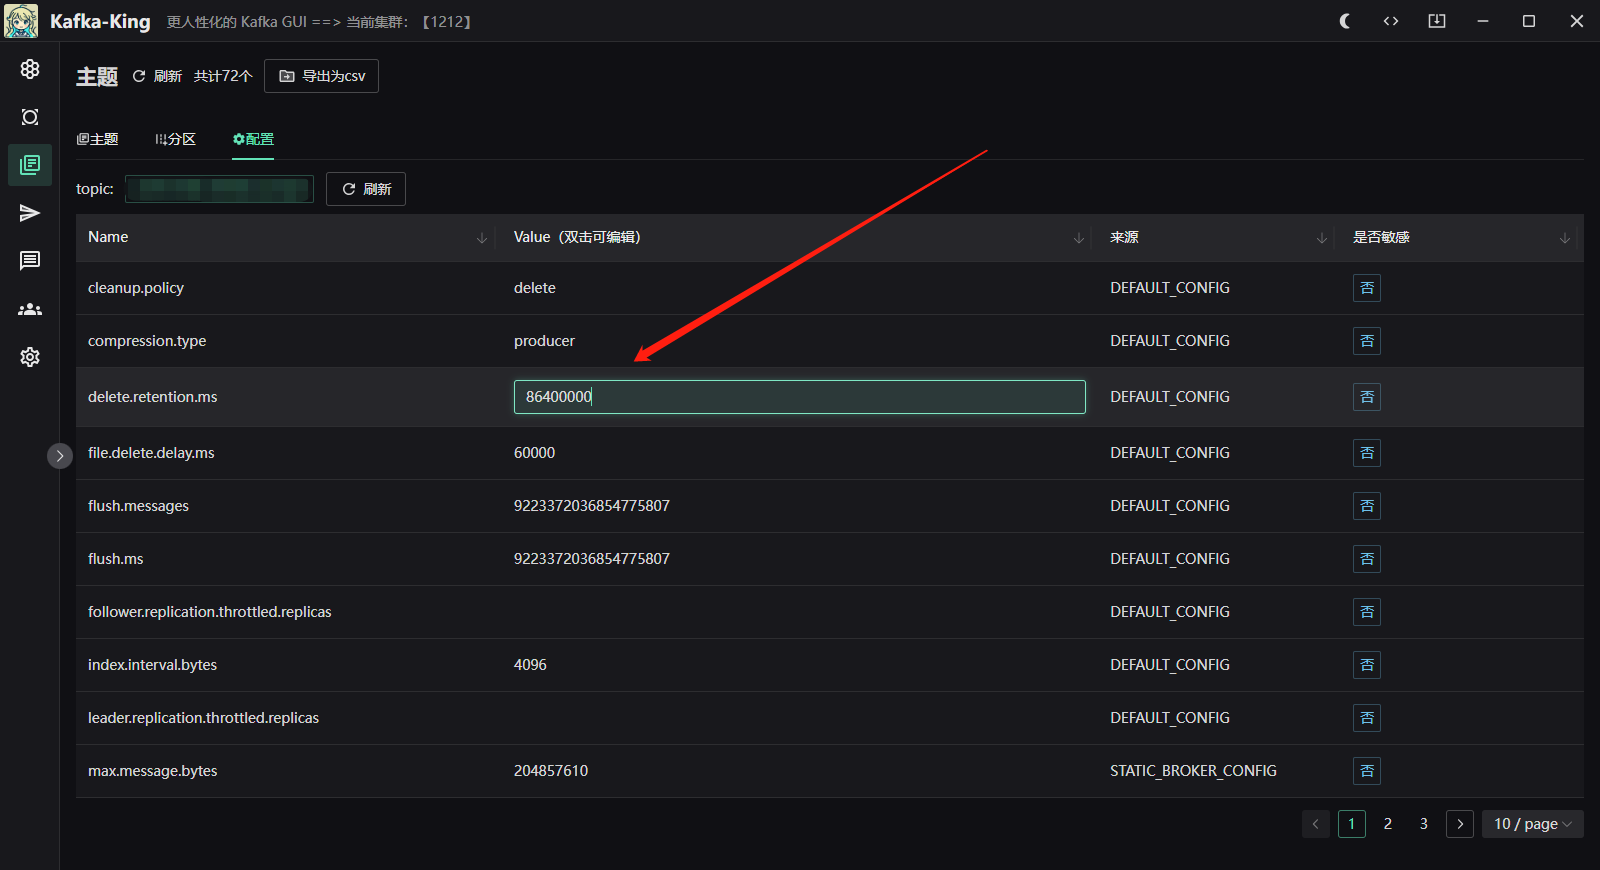 Kafka-King 更人性化的 Kafka GUI ==> 当前集群：【1212】
主题 刷新 共计72个 导出为csv
主题 分区 配置
topic: 刷新
Name Value（双击可编辑） 来源 是否敏感
cleanup.policy delete DEFAULT_CONFIG 否
compression.type producer DEFAULT_CONFIG 否
delete.retention.ms 86400000 DEFAULT_CONFIG 否
file.delete.delay.ms 60000 DEFAULT_CONFIG 否
flush.messages 9223372036854775807 DEFAULT_CONFIG 否
flush.ms 9223372036854775807 DEFAULT_CONFIG 否
follower.replication.throttled.replicas DEFAULT_CONFIG 否
index.interval.bytes 4096 DEFAULT_CONFIG 否
leader.replication.throttled.replicas DEFAULT_CONFIG 否
max.message.bytes 204857610 STATIC_BROKER_CONFIG 否
1 2 3 10 / page